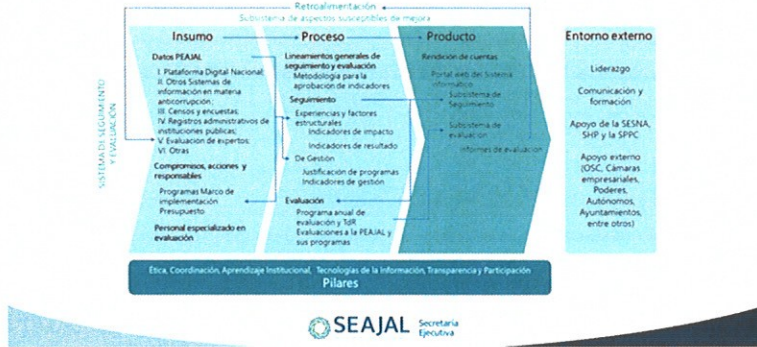 Retroalimentación
Subsistema de aspectos susceptibles de mejora
SISTEMA DE SEGUIMIENTO
Y EVALUACIÓN
Insumo
Datos PEAJAL
I. Plataforma Digital Nacional;
II. Otros Sistemas de
información en materia
anticorrupción;
III. Censos y encuestas;
IV. Registros administrativos de
instituciones públicas;
V. Evaluación de expertos;
VI. Otras
Compromisos, acciones y
responsables
Programas Marco de
implementación
Presupuesto
Personal especializado en
evaluación
Proceso
Lineamientos generales de
seguimiento y evaluación
Metodología para la
aprobación de indicadores
Seguimiento
Experiencias y factores
estructurales
Indicadores de impacto
Indicadores de resultado
De Gestión
Justificación de programas
Indicadores de gestión
Evaluación
Programa anual de
evaluación y TdR
Evaluaciones a la PEAJAL y
sus programas
Producto
Rendición de cuentas
Portal web del Sistema
Informático
Subsistema de
Seguimiento
Subsistema de
evaluación
Informes de evaluación
Entorno externo
Liderazgo
Comunicación y
formación
Apoyo de la SESNA,
SHP y la SPPC
Apoyo externo
(OSC, Cámaras
empresariales,
Poderes,
Autónomos,
Ayuntamientos,
entre otros)
Ética, Coordinación, Aprendizaje Institucional, Tecnologías de la Información, Transparencia y Participación
Pilares
SEAJAL Secretaría
Ejecutiva